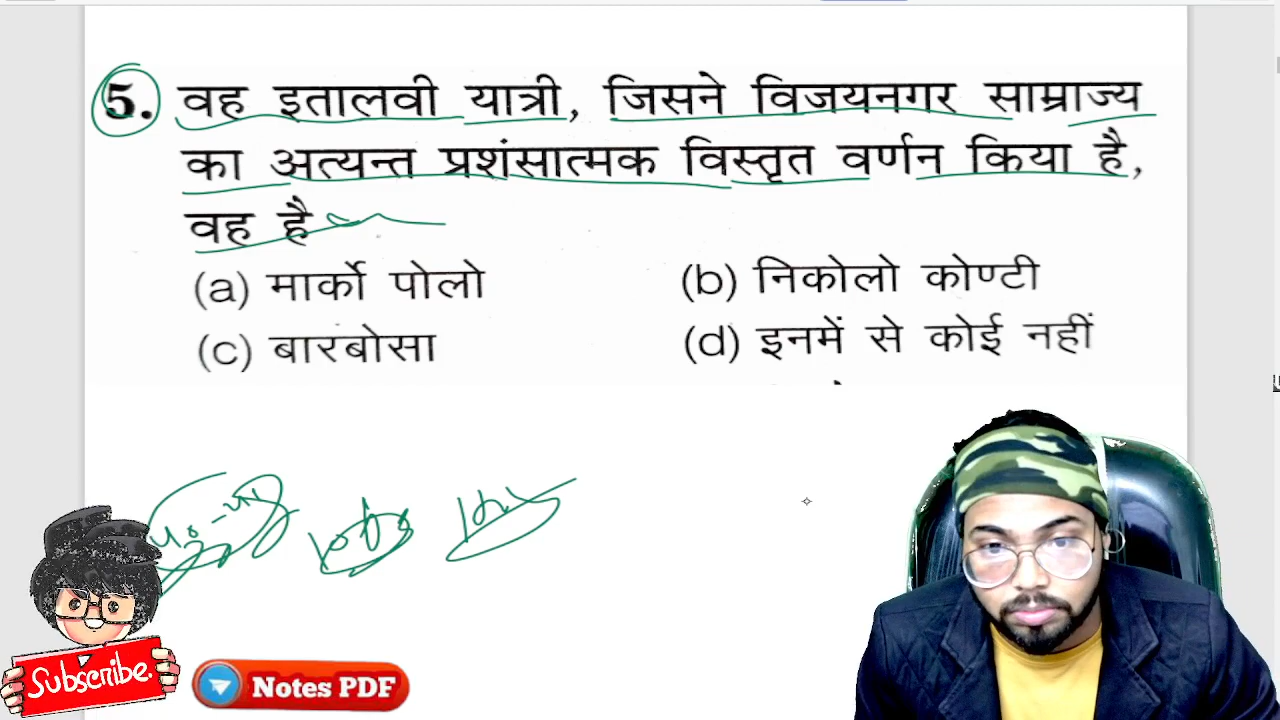 5. वह इतालवी यात्री, जिसने विजयनगर साम्राज्य
का अत्यन्त प्रशंसात्मक विस्तृत वर्णन किया है,
वह है
(a) मार्को पोलो
(b) निकोलो कोण्टी
(c) बारबोसा
(d) इनमें से कोई नहीं
Subscribe
Notes PDF